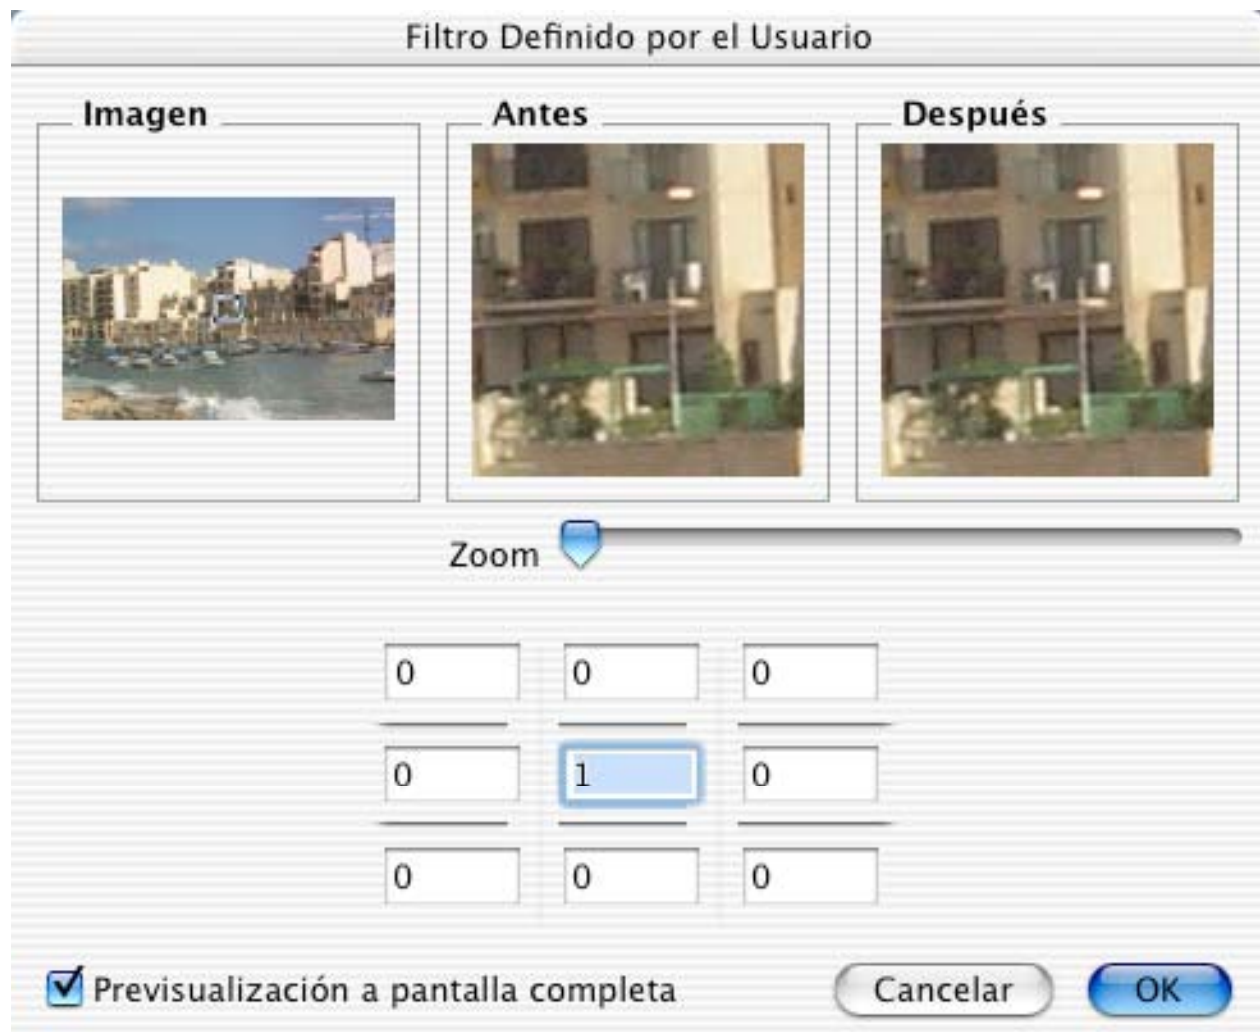 Filtro Definido por el Usuario
Imagen
Antes
Después
Zoom
0 0 0
0 1 0
0 0 0
Previsualización a pantalla completa
Cancelar
OK